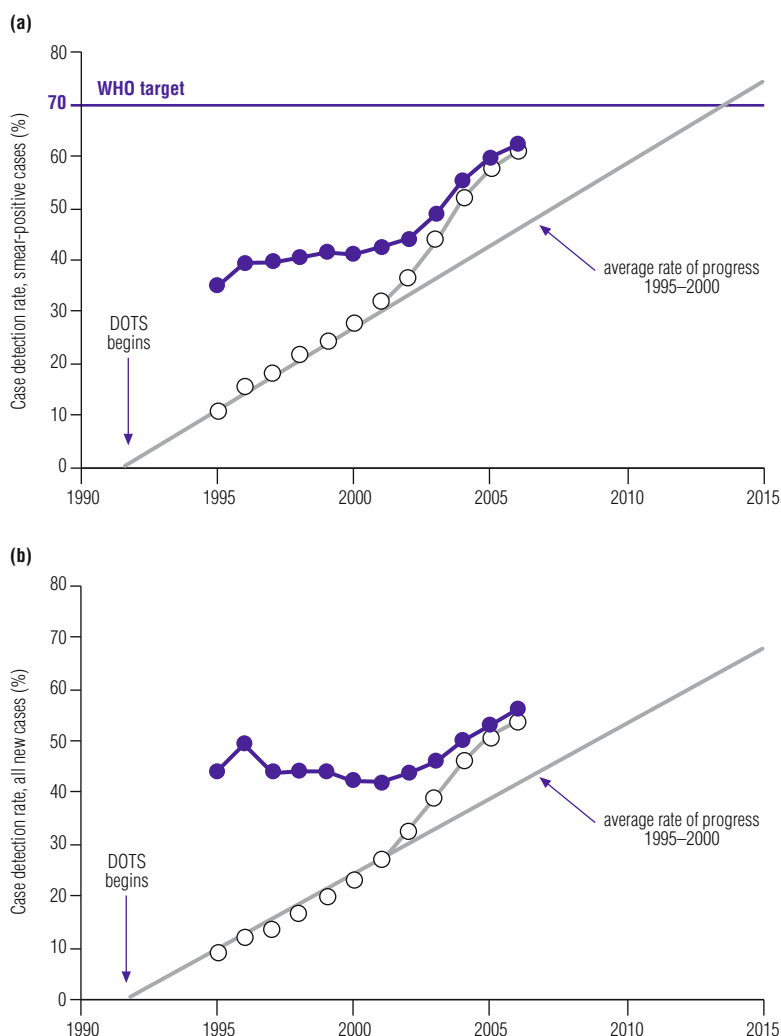 (a)
80
WHO target
70
60
50
40
30
20
10
0
Case detection rate, smear-positive cases (%)
DOTS
begins
average rate of progress
1995–2000
1990
1995
2000
2005
2010
2015
(b)
80
70
60
50
40
30
20
10
0
Case detection rate, all new cases (%)
DOTS
begins
average rate of progress
1995–2000
1990
1995
2000
2005
2010
2015